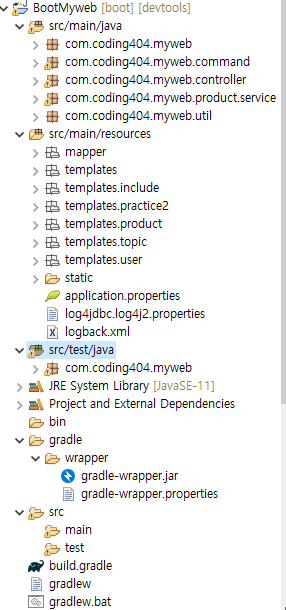 BootMyweb [boot] [devtools]
src/main/java
com.coding404.myweb
com.coding404.myweb.command
com.coding404.myweb.controller
com.coding404.myweb.product.service
com.coding404.myweb.util
src/main/resources
mapper
templates
templates.include
templates.practice2
templates.product
templates.topic
templates.user
static
application.properties
log4jdbc.log4j2.properties
logback.xml
src/test/java
com.coding404.myweb
JRE System Library [JavaSE-11]
Project and External Dependencies
bin
gradle
wrapper
gradle-wrapper.jar
gradle-wrapper.properties
src
main
test
build.gradle
gradlew
gradlew.bat